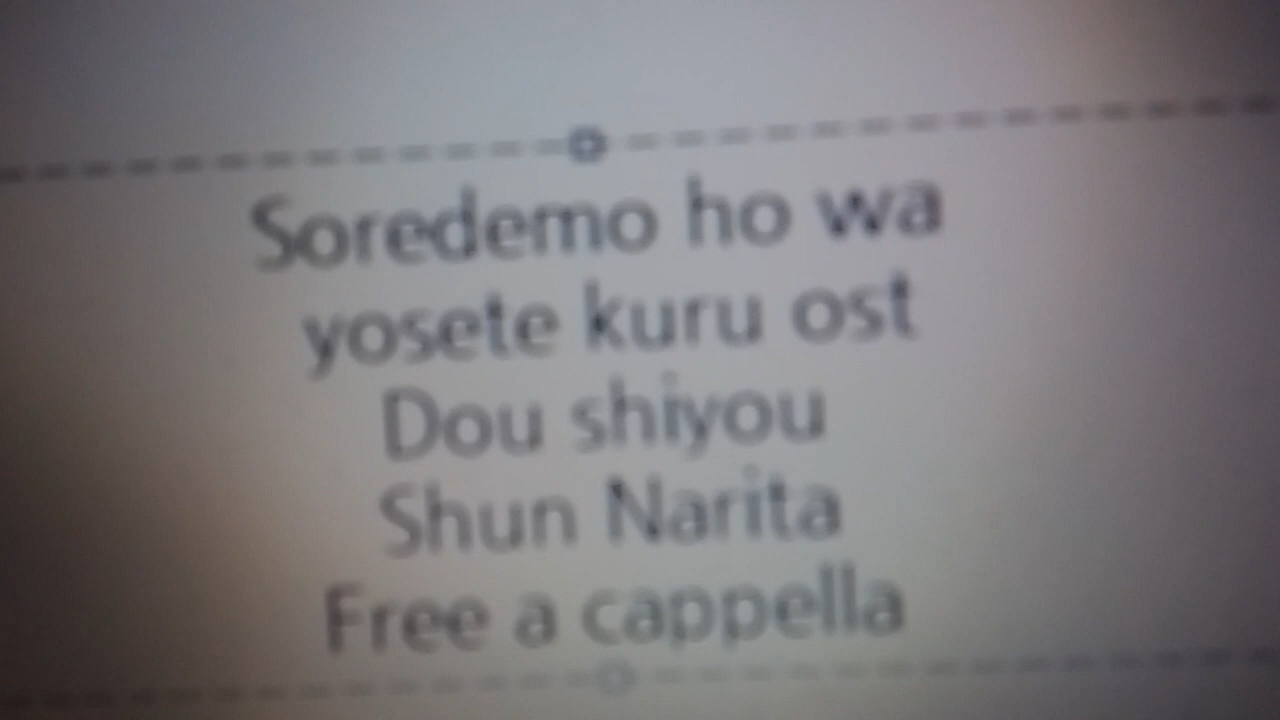 Soredemo ho wa
yosete kuru ost
Dou shiyou
Shun Narita
Free a cappella